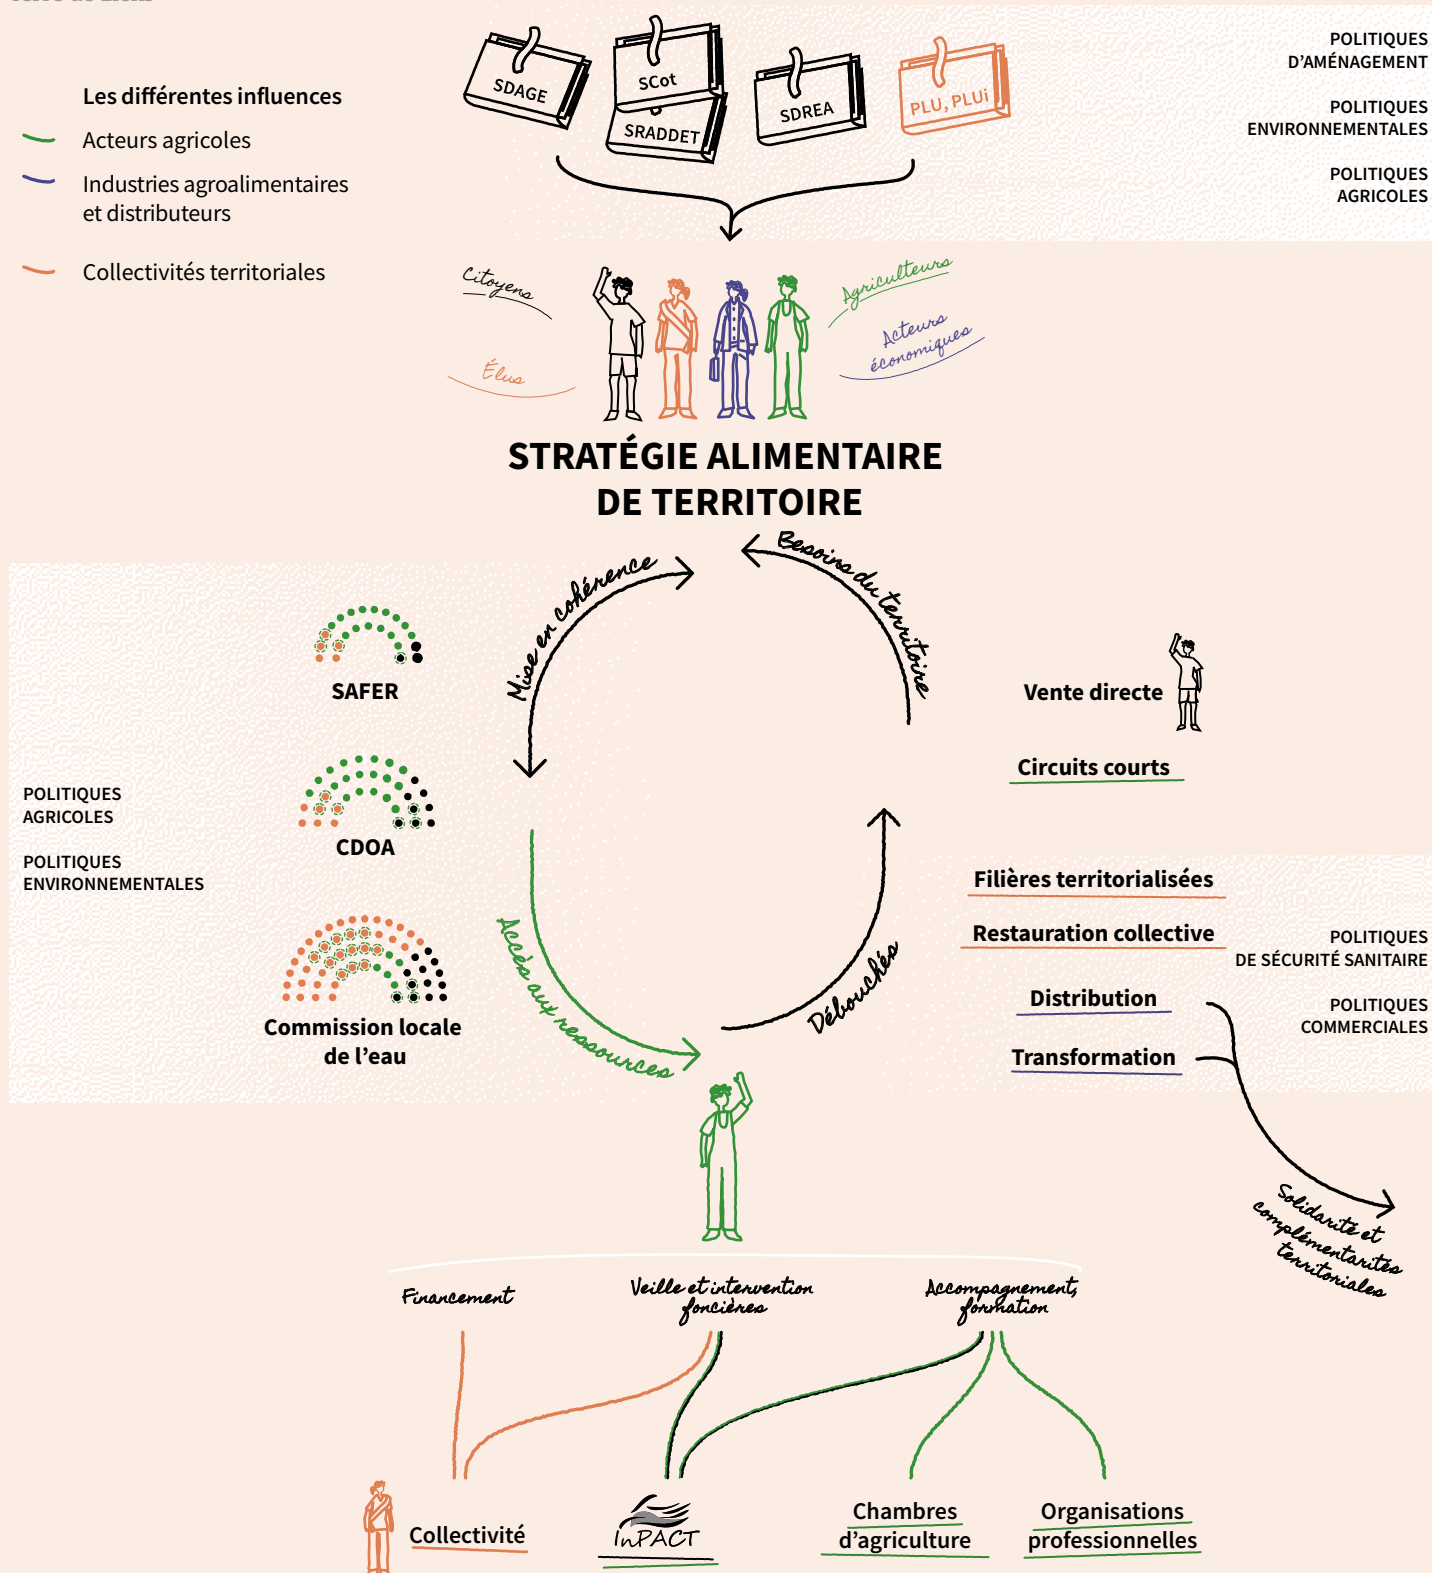 SDAGE
SCot
SRADDET
SDREA
PLU, PLUi
POLITIQUES
D'AMÉNAGEMENT
POLITIQUES
ENVIRONNEMENTALES
POLITIQUES
AGRICOLES
Les différentes influences
Acteurs agricoles
Industries agroalimentaires
et distributeurs
Collectivités territoriales
Citoyens
Élus
Agriculteurs
Acteurs
économiques
STRATÉGIE ALIMENTAIRE
DE TERRITOIRE
Mise en cohérence
Besoins du territoire
SAFER
CDOA
Commission locale
de l'eau
POLITIQUES
AGRICOLES
POLITIQUES
ENVIRONNEMENTALES
Accès aux ressources
Débouchés
Vente directe
Circuits courts
Filières territorialisées
Restauration collective
Distribution
Transformation
POLITIQUES
DE SÉCURITÉ SANITAIRE
POLITIQUES
COMMERCIALES
Solidarité et
complémentarités
territoriales
Financement
Veille et intervention
foncières
Accompagnement,
formation
Collectivité
InPACT
Chambres
d'agriculture
Organisations
professionnelles